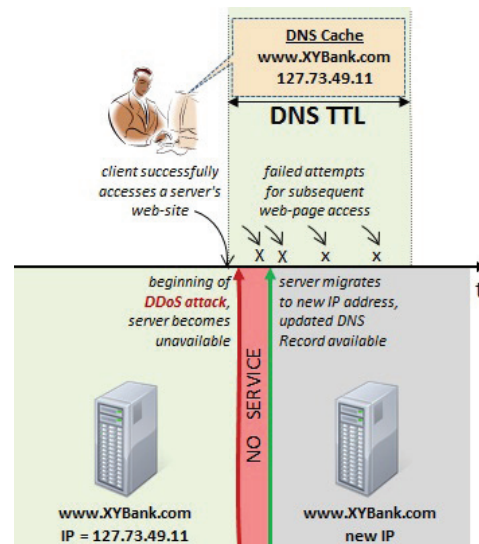 DNS Cache
www.XYBank.com
127.73.49.11
DNS TTL
client successfully
accesses a server's
web-site
failed attempts
for subsequent
web-page access
X X x x
t
beginning of
DDoS attack,
server becomes
unavailable
server migrates
to new IP address,
updated DNS
Record available
NO SERVICE
www.XYBank.com
IP = 127.73.49.11
www.XYBank.com
new IP